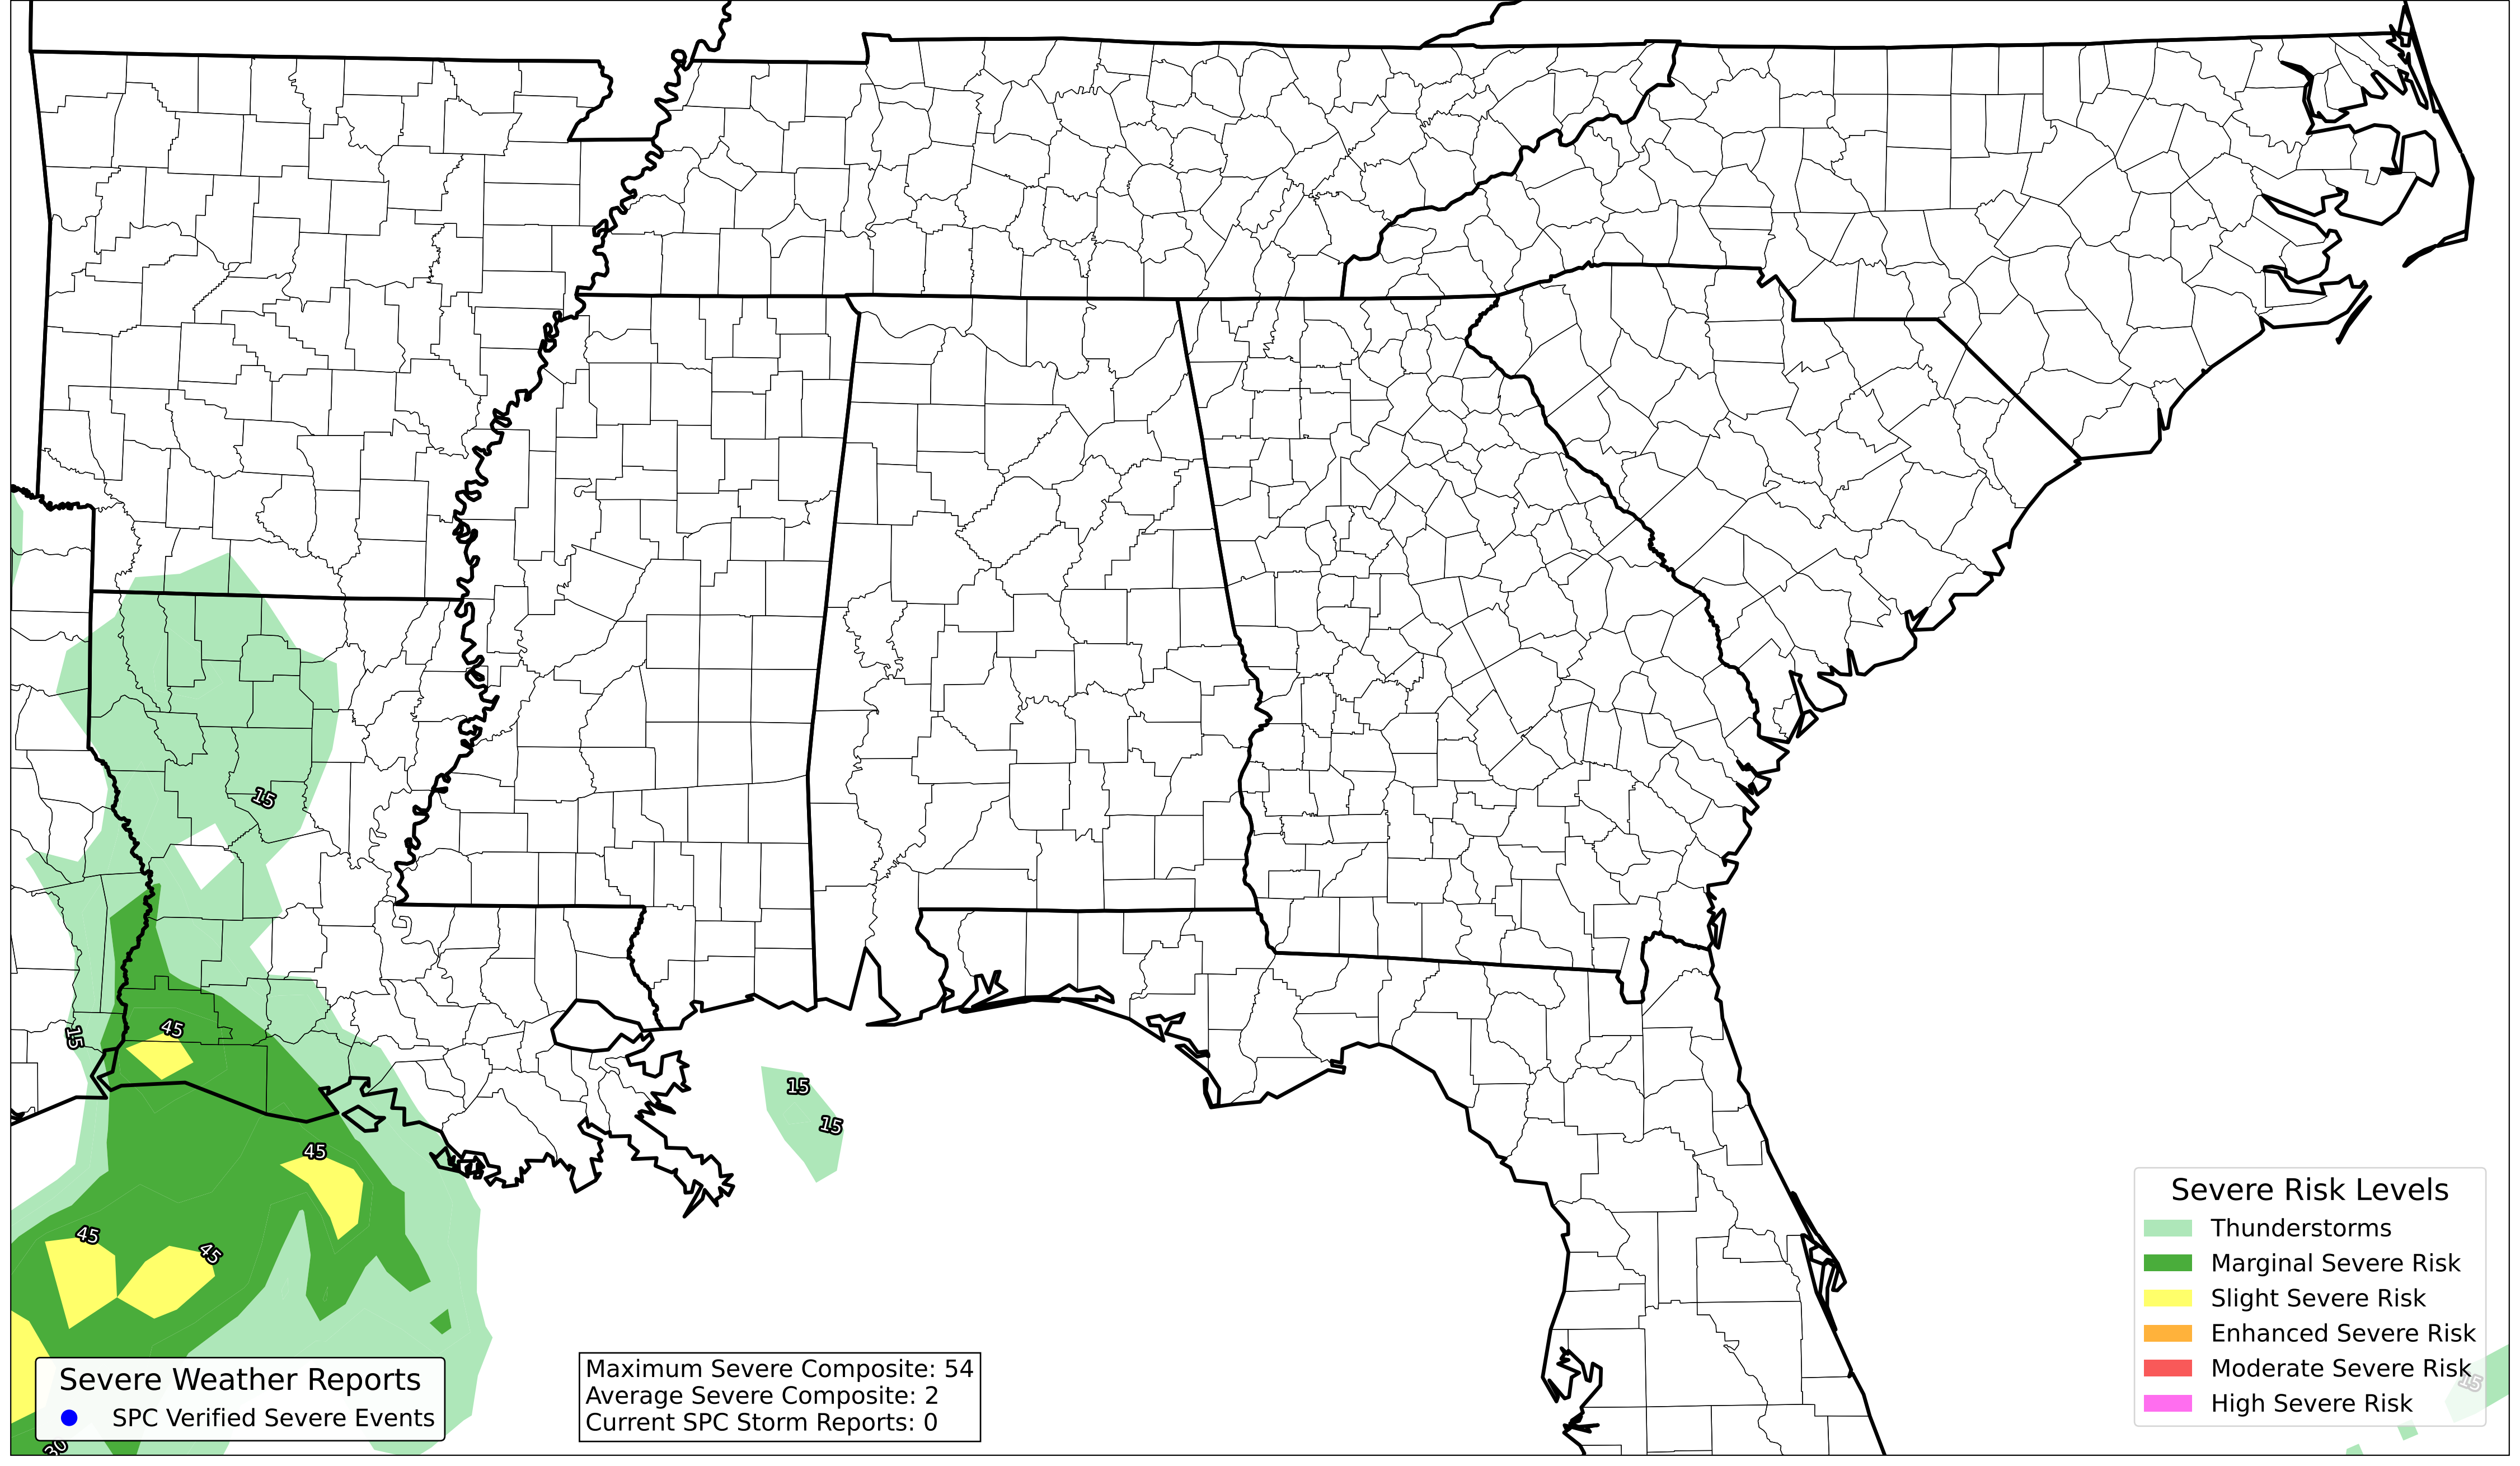 15
15
45
15
15
45
45
45
30
Severe Weather Reports
SPC Verified Severe Events
Maximum Severe Composite: 54
Average Severe Composite: 2
Current SPC Storm Reports: 0
Severe Risk Levels
Thunderstorms
Marginal Severe Risk
Slight Severe Risk
Enhanced Severe Risk
Moderate Severe Risk
15
High Severe Risk